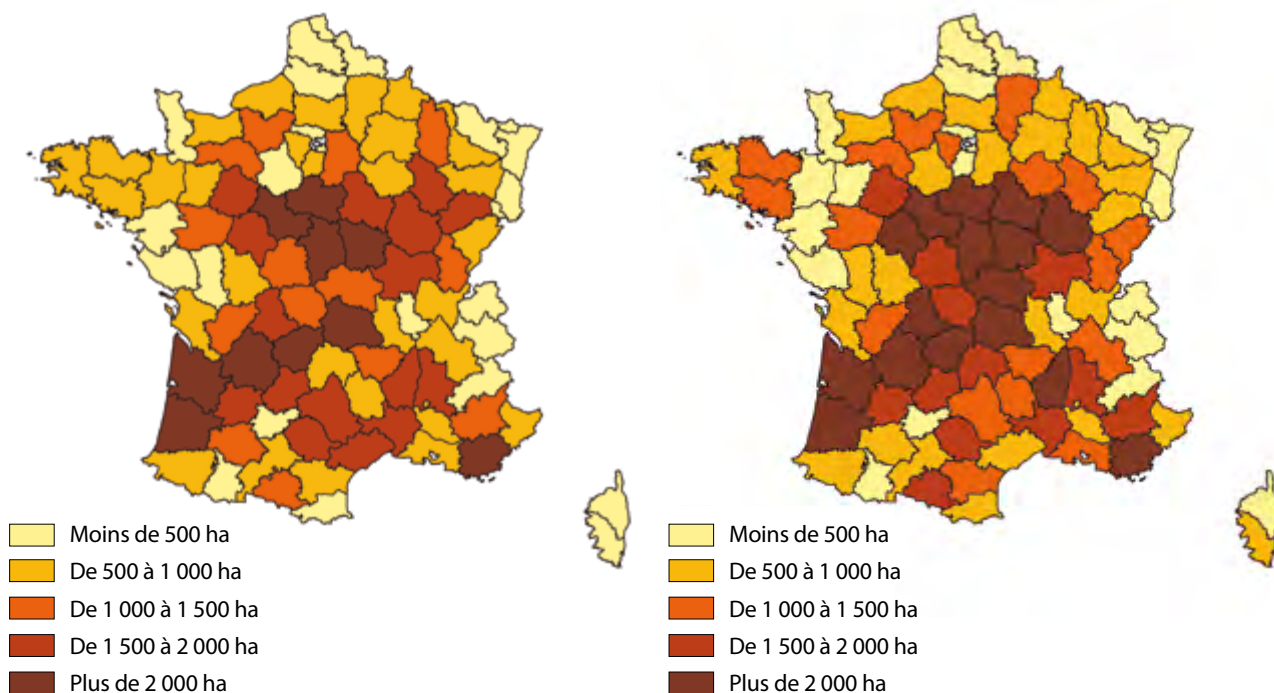 Moins de 500 ha
De 500 à 1 000 ha
De 1 000 à 1 500 ha
De 1 500 à 2 000 ha
Plus de 2 000 ha
Moins de 500 ha
De 500 à 1 000 ha
De 1 000 à 1 500 ha
De 1 500 à 2 000 ha
Plus de 2 000 ha